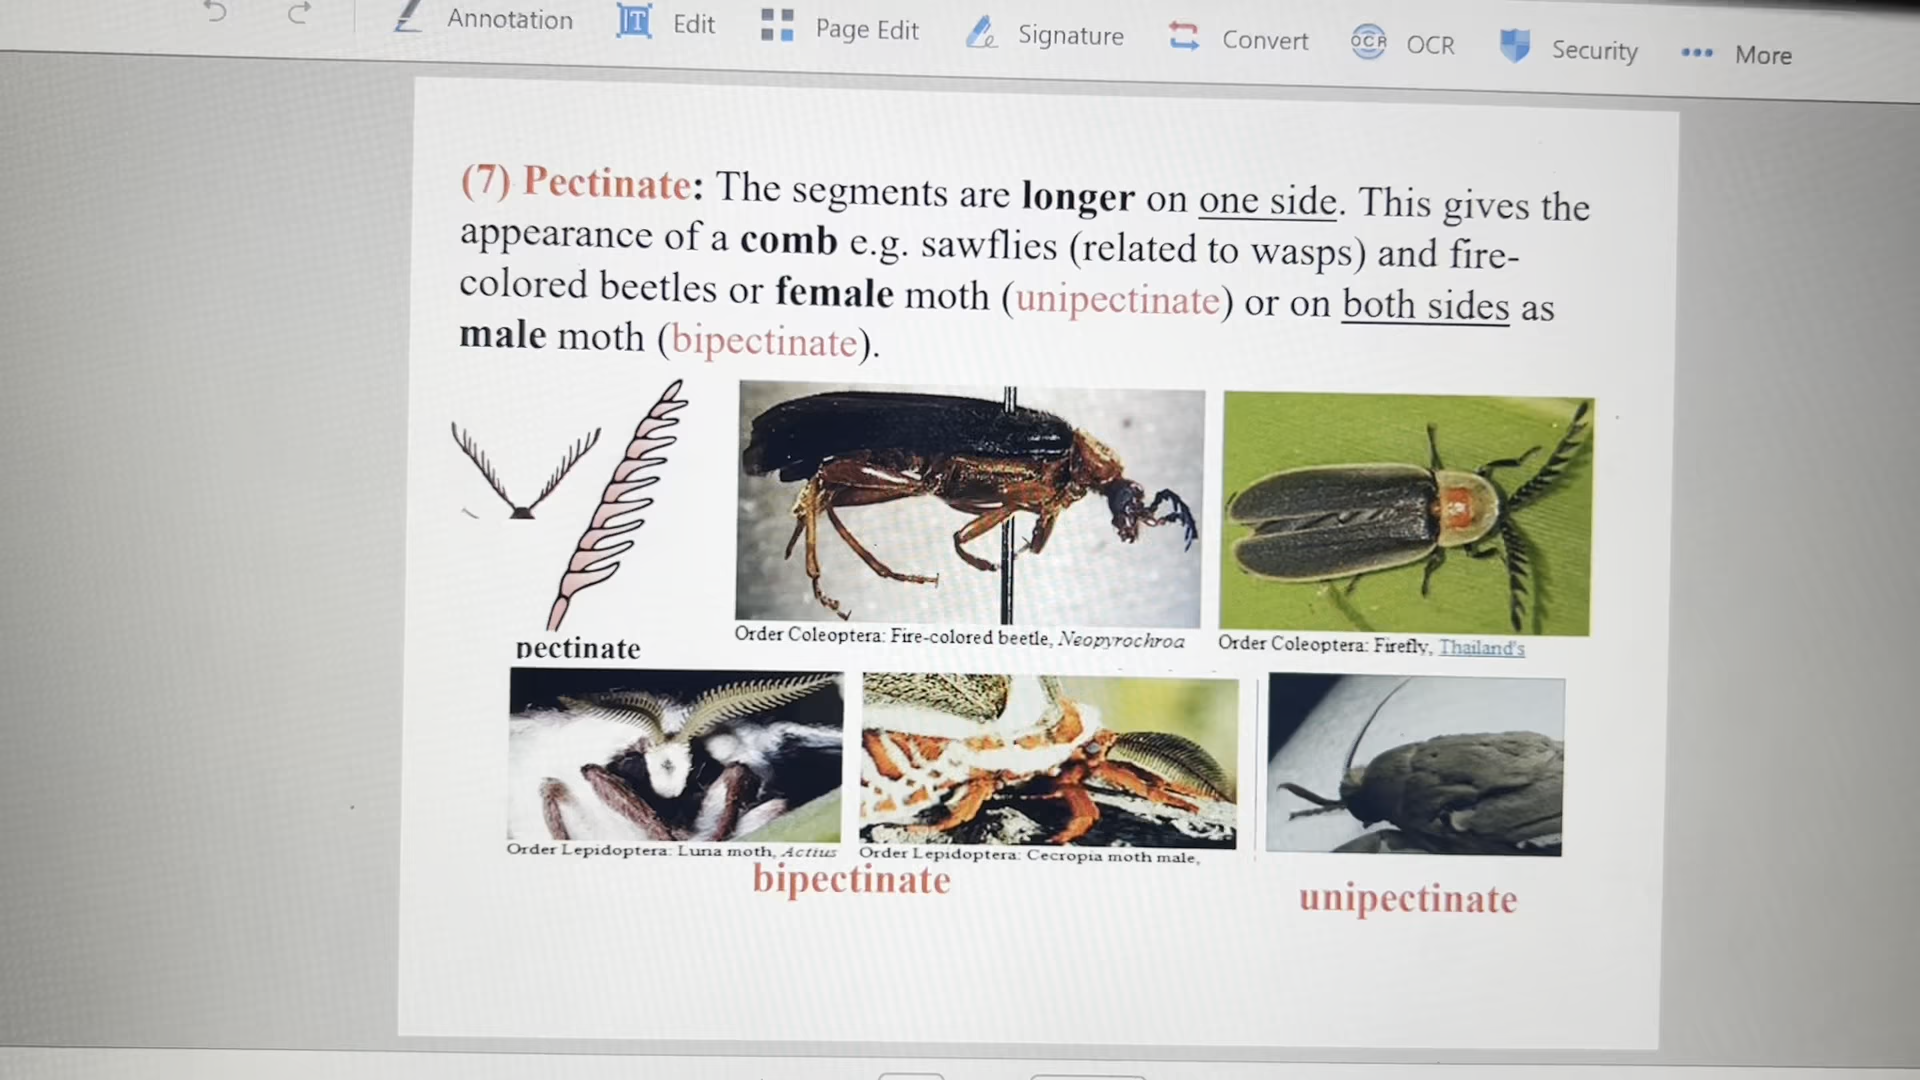 Annotation Edit Page Edit Signature Convert OCR OCR Security More
(7) Pectinate: The segments are longer on one side. This gives the
appearance of a comb e.g. sawflies (related to wasps) and fire-
colored beetles or female moth (unipectinate) or on both sides as
male moth (bipectinate).
pectinate
Order Coleoptera: Fire-colored beetle, Neopyrochroa
Order Coleoptera: Firefly, Thailand's
Order Lepidoptera: Luna moth, Actius
Order Lepidoptera: Cecropia moth male,
bipectinate
unipectinate